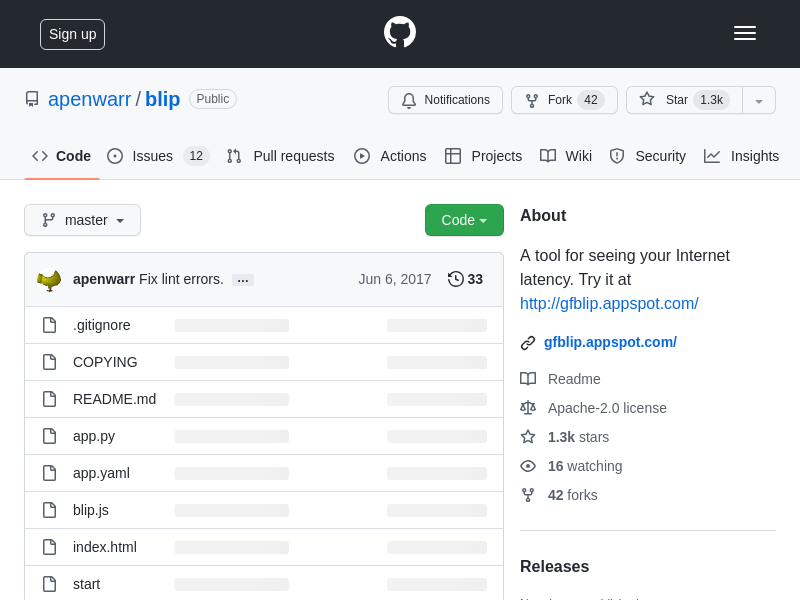 Sign up
apenwarr / blip Public
Notifications
Fork 42
Star 1.3k
Code
Issues 12
Pull requests
Actions
Projects
Wiki
Security
Insights
master
Code
apenwarr Fix lint errors. ...
Jun 6, 2017
33
.gitignore
COPYING
README.md
app.py
app.yaml
blip.js
index.html
start
About
A tool for seeing your Internet
latency. Try it at
http://gfblip.appspot.com/
gfblip.appspot.com/
Readme
Apache-2.0 license
1.3k stars
16 watching
42 forks
Releases